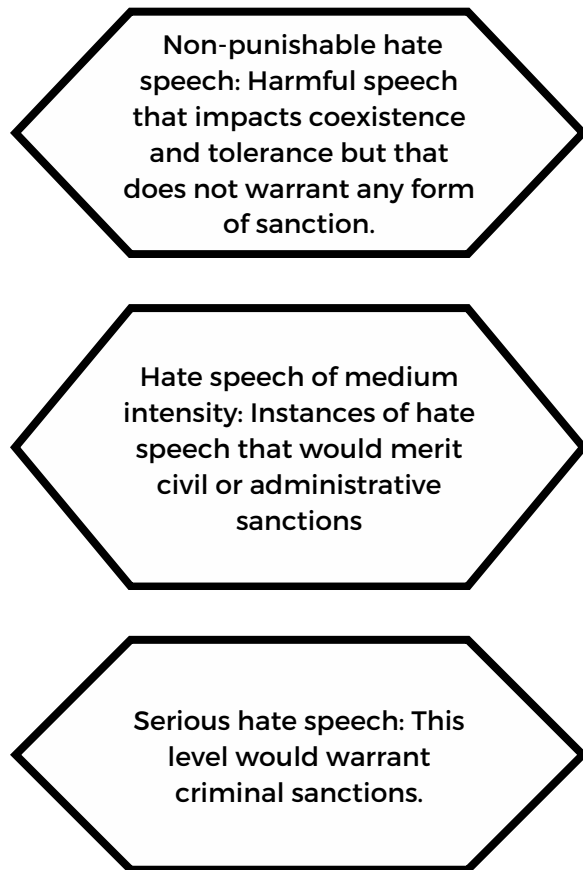 Non-punishable hate
speech: Harmful speech
that impacts coexistence
and tolerance but that
does not warrant any form
of sanction.
Hate speech of medium
intensity: Instances of hate
speech that would merit
civil or administrative
sanctions
Serious hate speech: This
level would warrant
criminal sanctions.